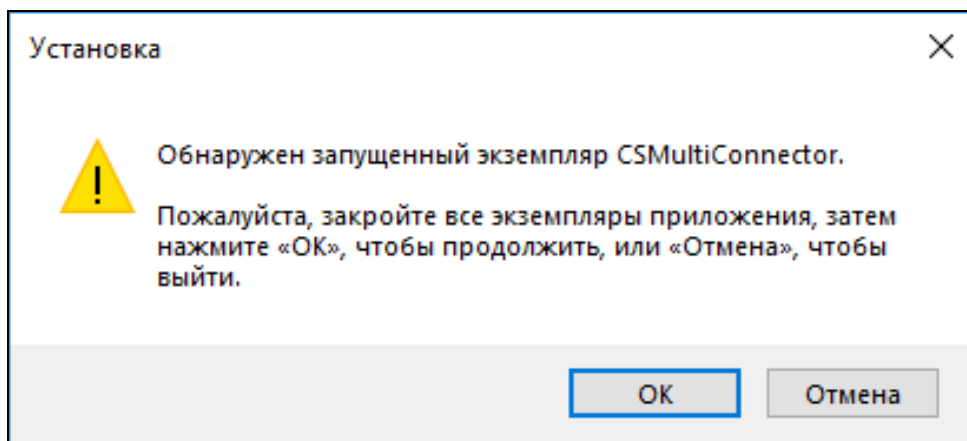 Установка
Обнаружен запущенный экземпляр CSMultiConnector.
Пожалуйста, закройте все экземпляры приложения, затем
нажмите «ОК», чтобы продолжить, или «Отмена», чтобы
выйти.
ОК
Отмена